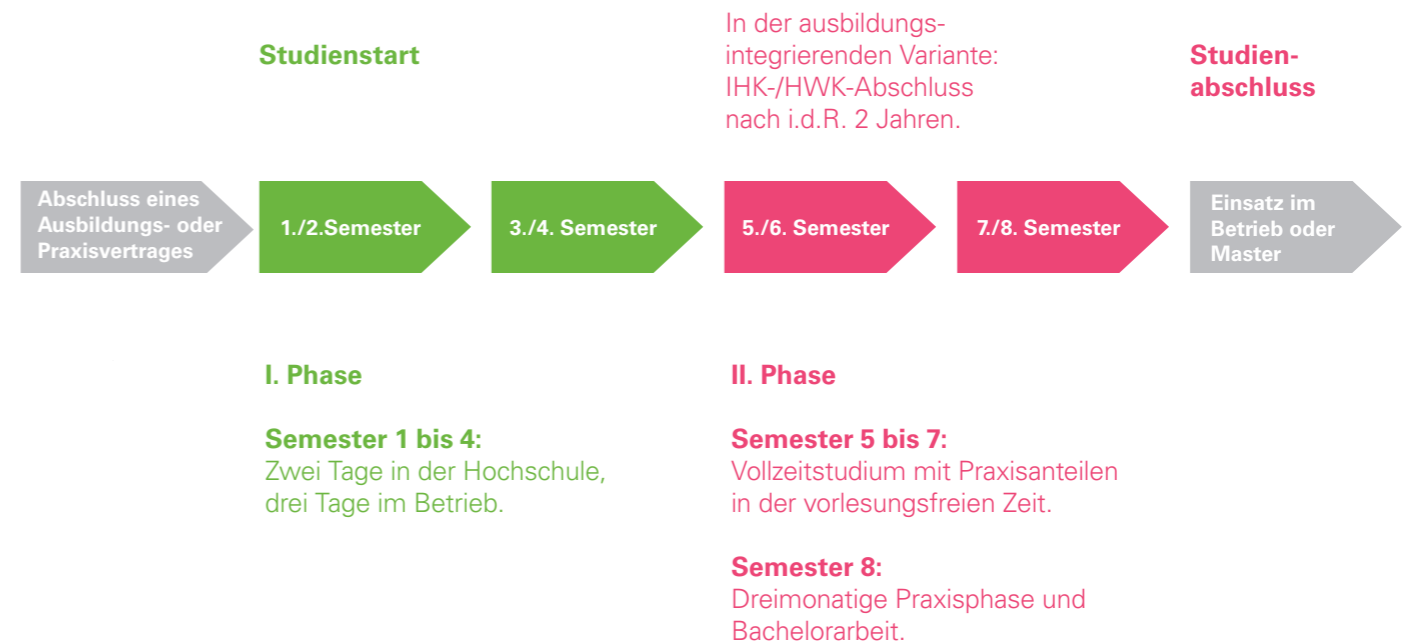 Studienstart
In der ausbildungs-
integrierenden Variante:
IHK-/HWK-Abschluss
nach i.d.R. 2 Jahren.
Studien-
abschluss
Abschluss eines
Ausbildungs- oder
Praxisvertrages
1./2.Semester
3./4. Semester
5./6. Semester
7./8. Semester
Einsatz im
Betrieb oder
Master
I. Phase
Semester 1 bis 4:
Zwei Tage in der Hochschule,
drei Tage im Betrieb.
II. Phase
Semester 5 bis 7:
Vollzeitstudium mit Praxisanteilen
in der vorlesungsfreien Zeit.
Semester 8:
Dreimonatige Praxisphase und
Bachelorarbeit.